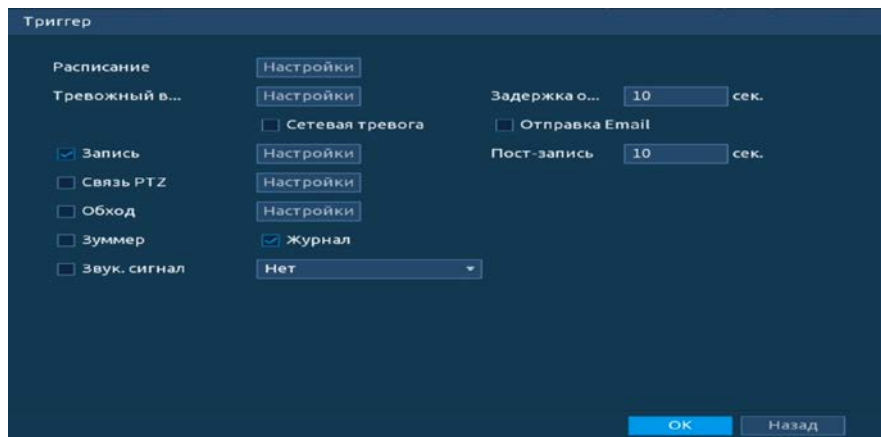 Триггер
Расписание Настройки
Тревожный в... Настройки Задержка о... 10 сек.
Сетевая тревога Отправка Email
Запись Настройки Пост-запись 10 сек.
Связь PTZ Настройки
Обход Настройки
Зуммер Журнал
Звук. сигнал Нет
ОК Назад